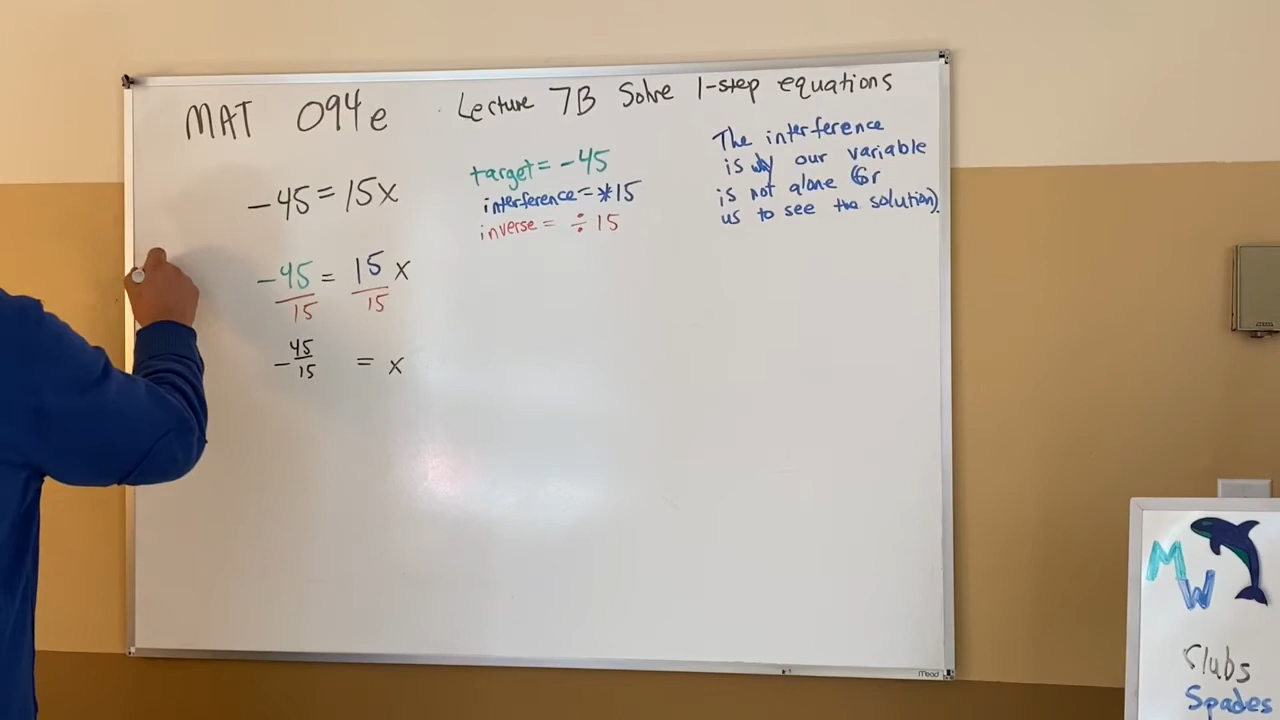 MAT 094e Lecture 7B Solve 1-step equations
-45 = 15x
-45 = 15 x
15 15
- 45/15 = x
target = -45
interference = *15
inverse = ÷ 15
The interference
is why our variable
is not alone (for
us to see the solution).
Mead
M
W
Clubs
Spades